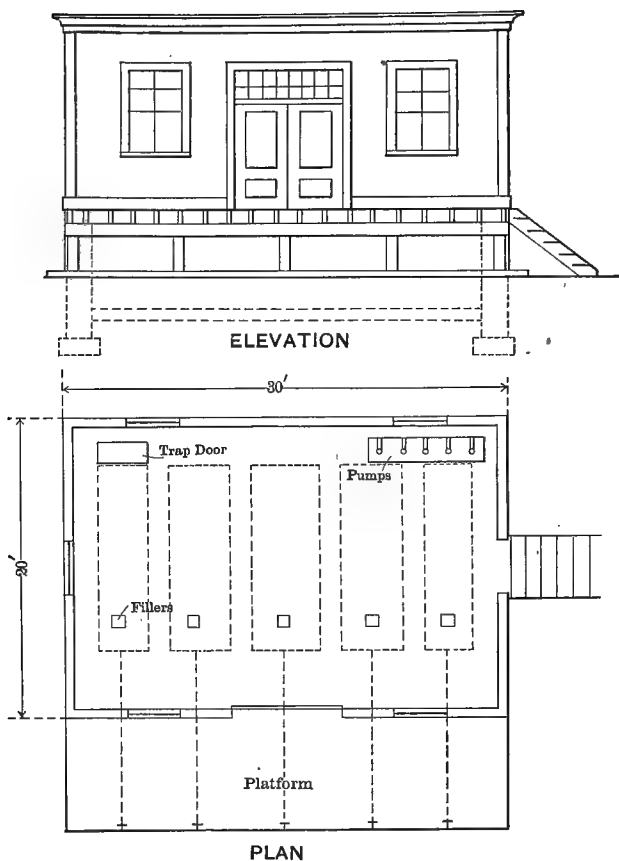 ELEVATION
30'
Trap Door
Pumps
20'
Fillers
Platform
PLAN